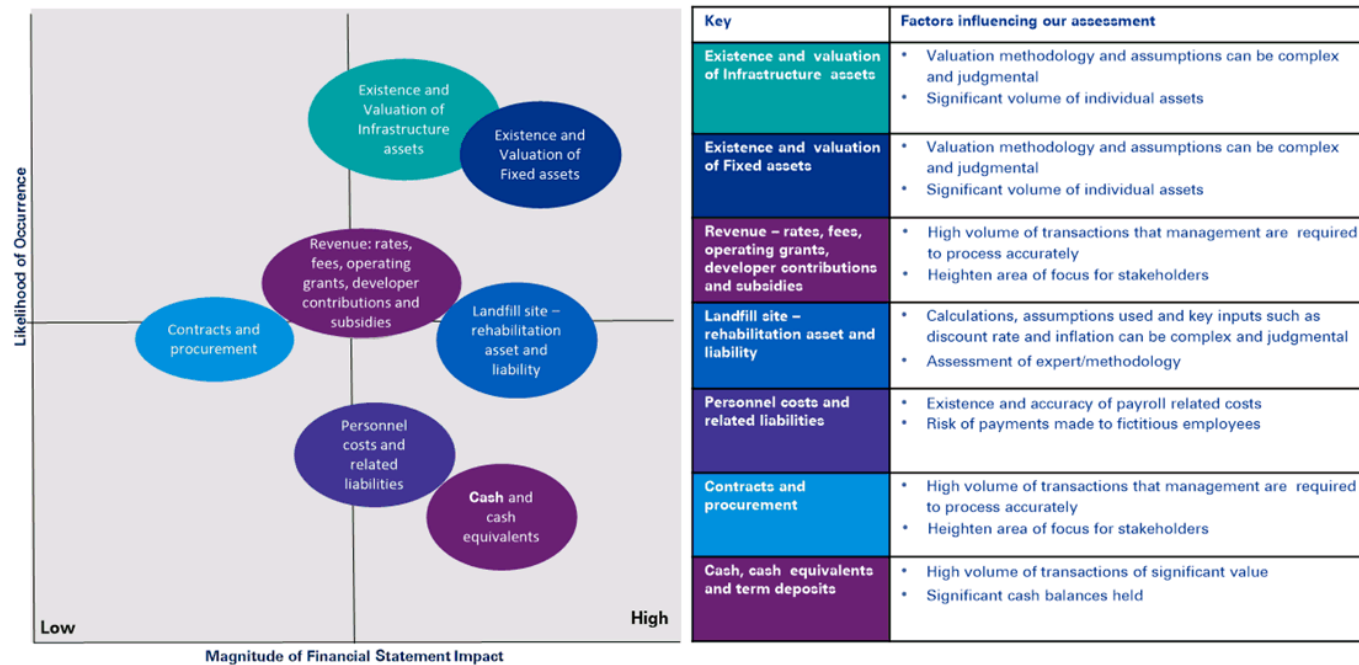 Likelihood of Occurrence
Existence and
Valuation of
Infrastructure
assets
Existence and
Valuation of
Fixed assets
Revenue: rates,
fees, operating
grants, developer
contributions and
subsidies
Contracts and
procurement
Landfill site –
rehabilitation
asset and
liability
Personnel
costs and
related
liabilities
Cash and
cash
equivalents
Low
High
Magnitude of Financial Statement Impact
Key
Factors influencing our assessment
Existence and valuation
of Infrastructure assets
• Valuation methodology and assumptions can be complex
and judgmental
• Significant volume of individual assets
Existence and valuation
of Fixed assets
• Valuation methodology and assumptions can be complex
and judgmental
• Significant volume of individual assets
Revenue – rates, fees,
operating grants,
developer contributions
and subsidies
• High volume of transactions that management are required
to process accurately
• Heighten area of focus for stakeholders
Landfill site –
rehabilitation asset and
liability
• Calculations, assumptions used and key inputs such as
discount rate and inflation can be complex and judgmental
• Assessment of expert/methodology
Personnel costs and
related liabilities
• Existence and accuracy of payroll related costs
• Risk of payments made to fictitious employees
Contracts and
procurement
• High volume of transactions that management are required
to process accurately
• Heighten area of focus for stakeholders
Cash, cash equivalents
and term deposits
• High volume of transactions of significant value
• Significant cash balances held